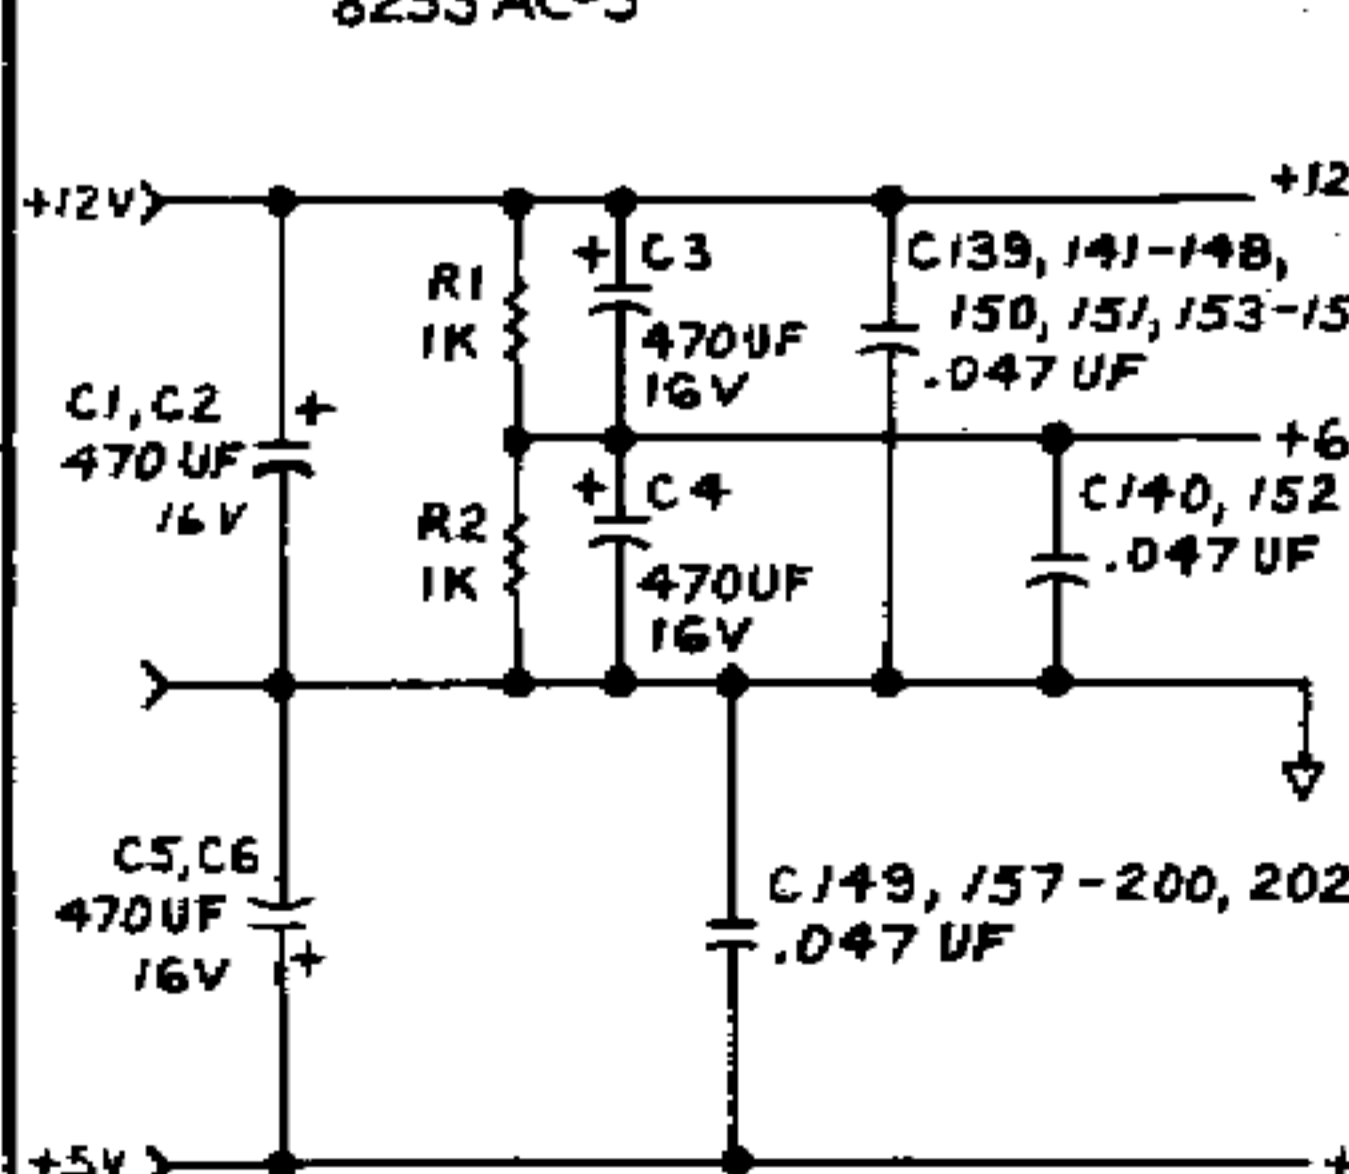 +12V
+12
C3
470UF
16V
R1
1K
C139, 141-148,
150, 151, 153-15
.047 UF
C1, C2
470 UF
16V
+
+6
C4
470UF
16V
R2
1K
C140, 152
.047 UF
C5, C6
470UF
16V
C149, 157-200, 202
.047 UF
+5V